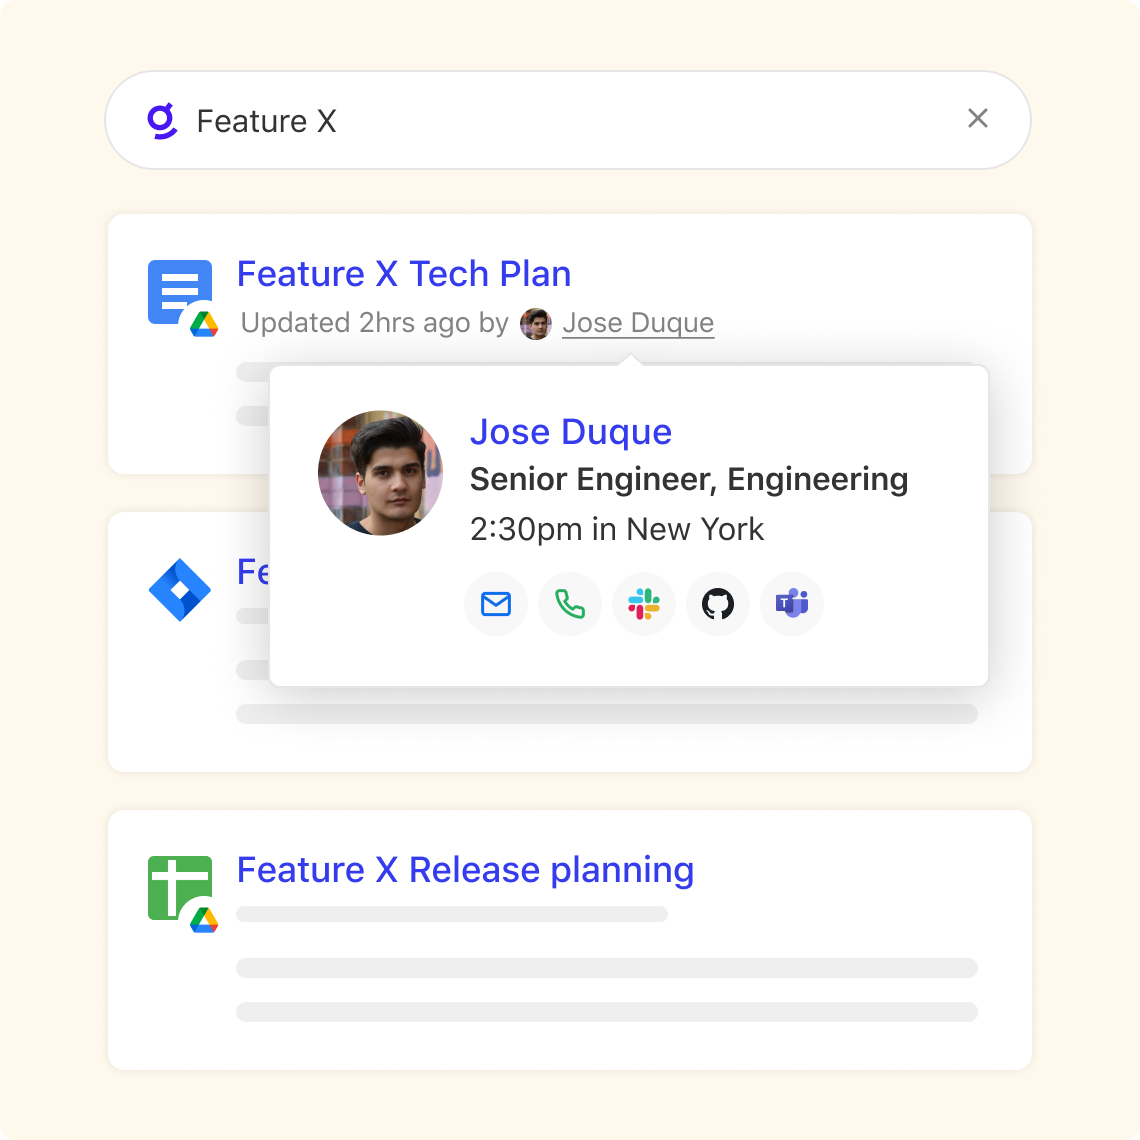 Feature X
Feature X Tech Plan
Updated 2hrs ago by Jose Duque
Jose Duque
Senior Engineer, Engineering
2:30pm in New York
Feature X Release planning